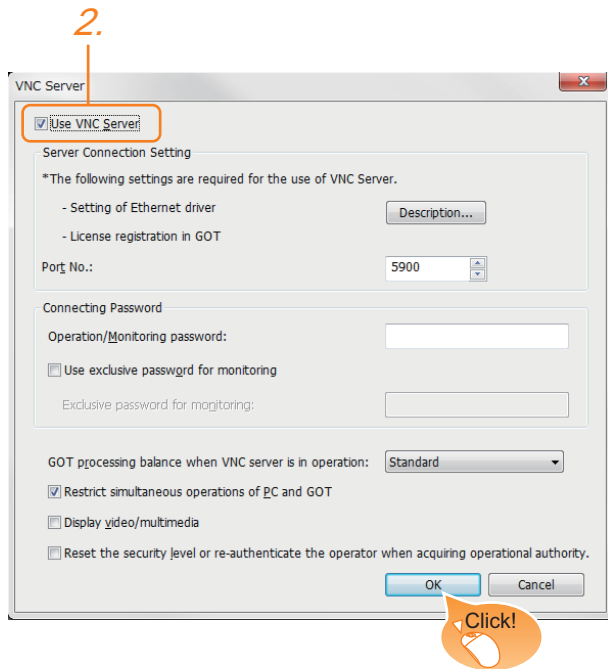 2.
VNC Server
Use VNC Server
Server Connection Setting
*The following settings are required for the use of VNC Server.
- Setting of Ethernet driver
Description...
- License registration in GOT
Port No.:
5900
Connecting Password
Operation/Monitoring password:
Use exclusive password for monitoring
Exclusive password for monitoring:
GOT processing balance when VNC server is in operation:
Standard
Restrict simultaneous operations of PC and GOT
Display video/multimedia
Reset the security level or re-authenticate the operator when acquiring operational authority.
OK
Cancel
Click!